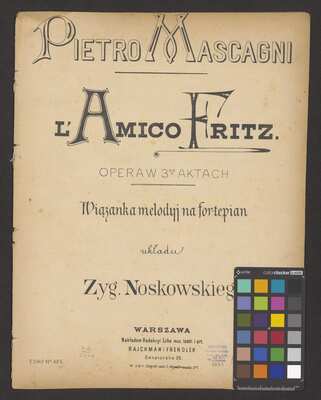 PIETRO MASCAGNI
L'AMICO FRITZ.
OPERA W 3ch AKTACH
Wiązanka melodyj na fortepian
układu
Zyg. Noskowskieg
WARSZAWA
Nakładem Redakcyi Echa muz. teatr. i art.
RAJCHMAN i FRENDLER